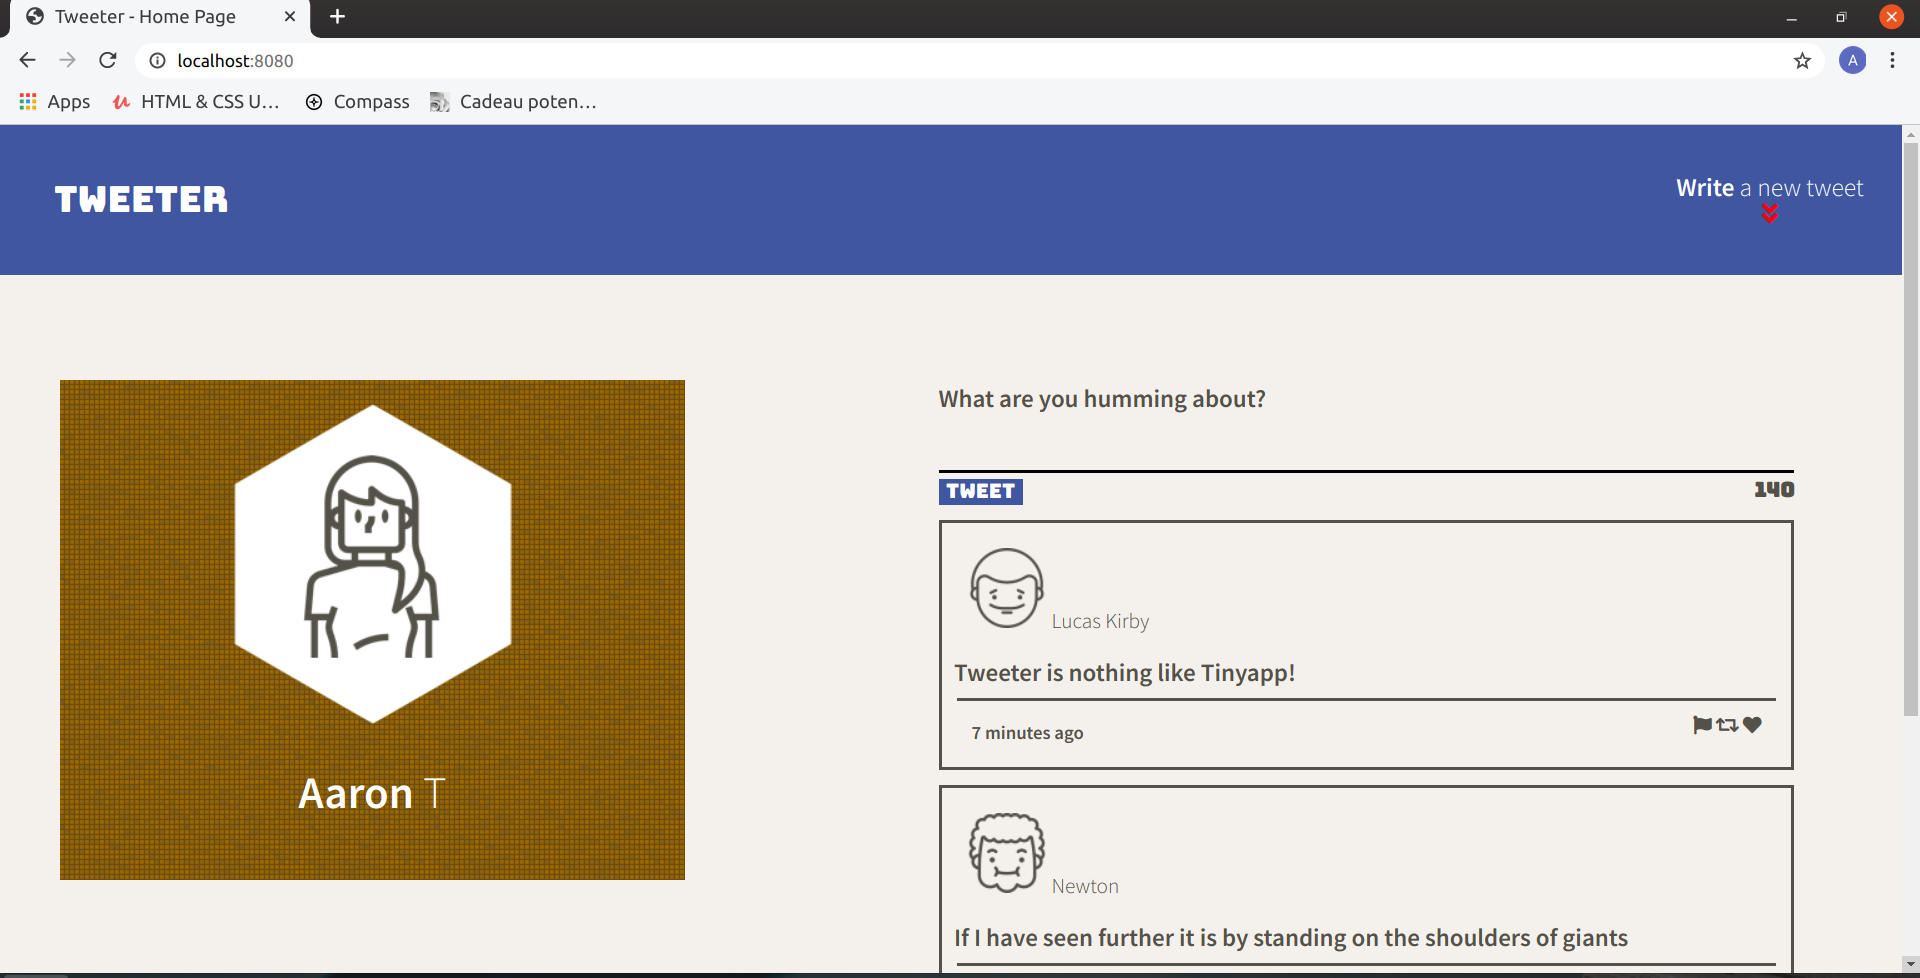 Tweeter - Home Page
localhost:8080
A
Apps
HTML & CSS U...
Compass
Cadeau poten...
TWEETER
Write a new tweet
Aaron T
What are you humming about?
TWEET
140
Lucas Kirby
Tweeter is nothing like Tinyapp!
7 minutes ago
Newton
If I have seen further it is by standing on the shoulders of giants